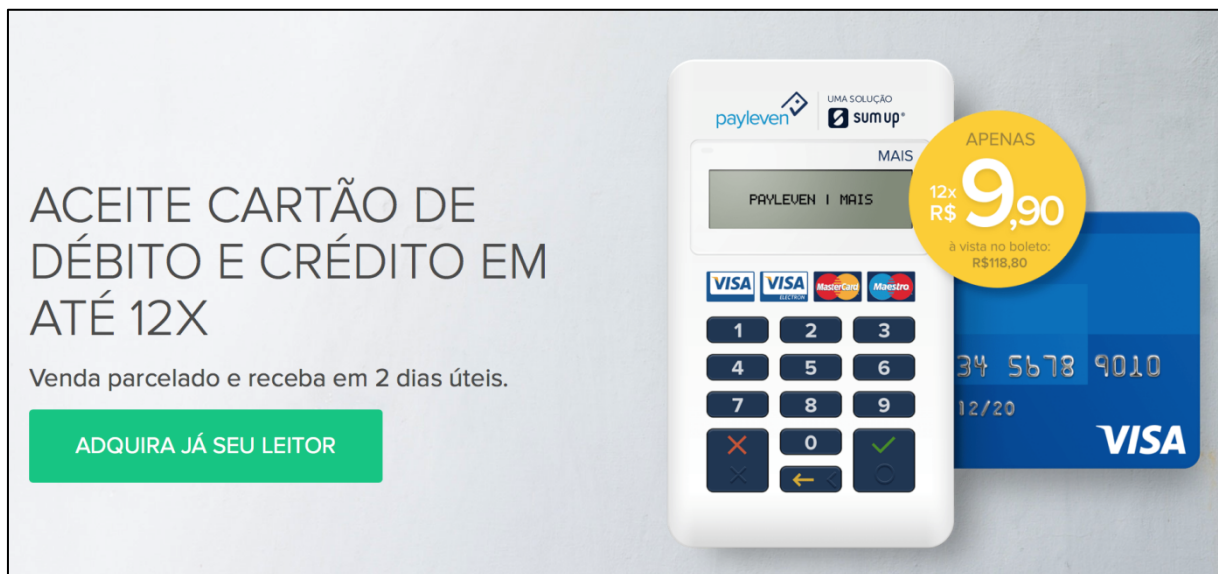 ACEITE CARTÃO DE
DÉBITO E CRÉDITO EM
ATÉ 12X
Venda parcelado e receba em 2 dias úteis.
ADQUIRA JÁ SEU LEITOR
payleven
UMA SOLUÇÃO
sumup
MAIS
PAYLEVEN | MAIS
VISA
VISA
ELECTRON
MasterCard
Maestro
1 2 3
4 5 6
7 8 9
0
APENAS
12x
R$ 9,90
à vista no boleto:
R$118,80
34 5678 9010
12/20
VISA